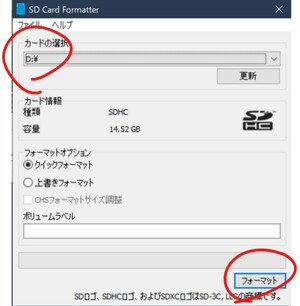 SD Card Formatter
ファイル ヘルプ
カードの選択
D:¥
更新
カード情報
種類 SDHC
容量 14.52 GB
SD
HC
フォーマットオプション
クイックフォーマット
上書きフォーマット
CHSフォーマットサイズ調整
ボリュームラベル
フォーマット
SDロゴ、SDHCロゴ、およびSDXCロゴはSD-3C, LLCの商標です。